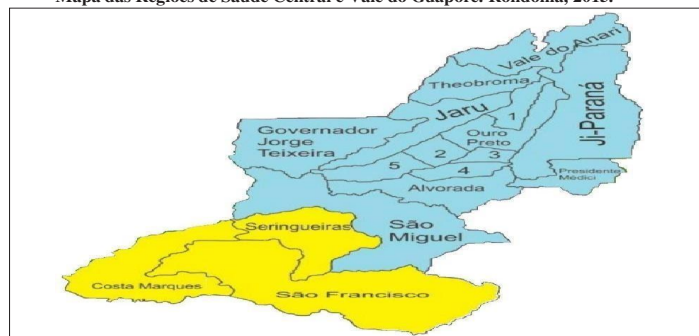 Mapa das Regiões de Saúde Central e Vale do Guaporé. Rondônia, 2015.
Vale do Anari
Theobroma
Jaru
Ji-Paraná
1
Governador
Jorge
Teixeira
Ouro
Preto
2
3
5
4
Presidente
Médici
Alvorada
Seringueiras
São
Miguel
Costa Marques
São Francisco